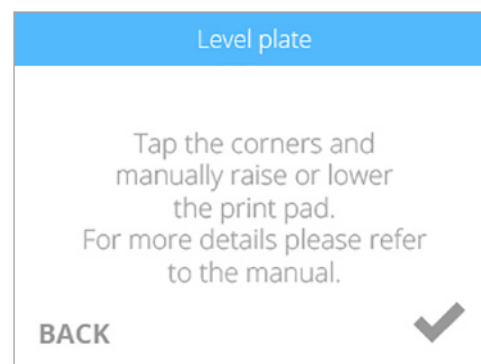 Level plate
Tap the corners and
manually raise or lower
the print pad.
For more details please refer
to the manual.
BACK